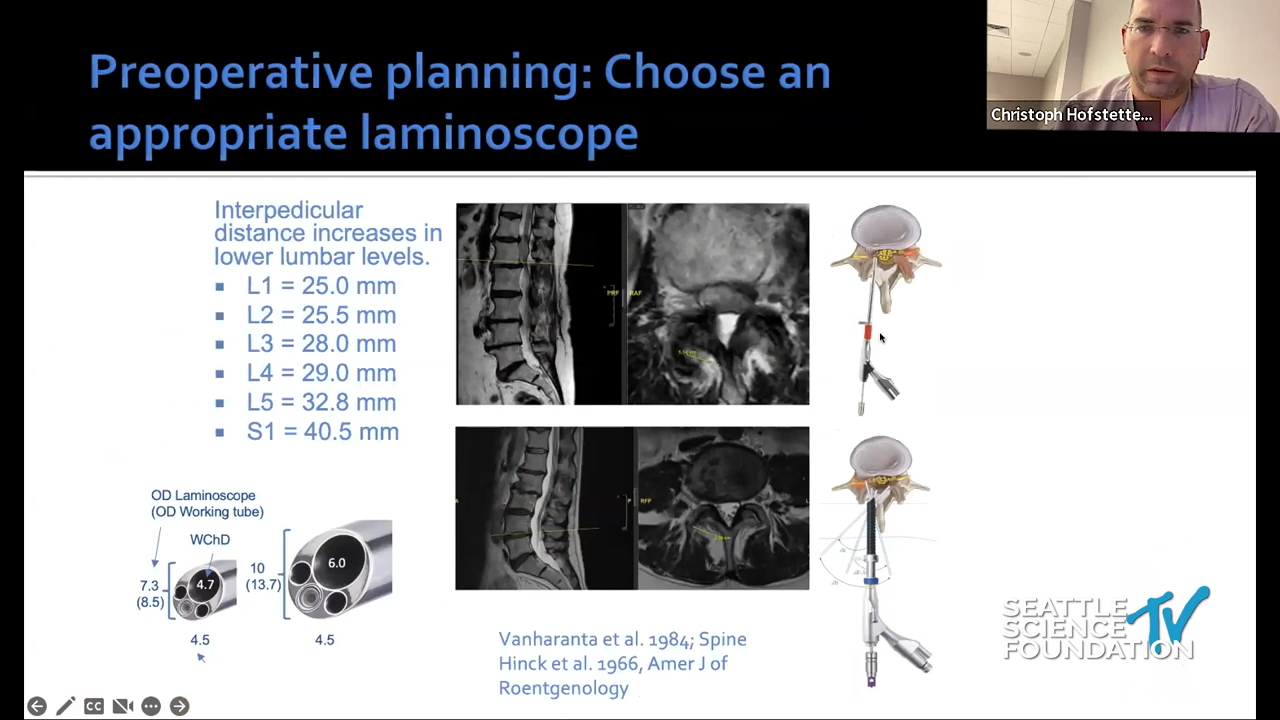 Preoperative planning: Choose an
appropriate laminoscope
Christoph Hofstette...
Interpedicular
distance increases in
lower lumbar levels.
▪ L1 = 25.0 mm
▪ L2 = 25.5 mm
▪ L3 = 28.0 mm
▪ L4 = 29.0 mm
▪ L5 = 32.8 mm
▪ S1 = 40.5 mm
OD Laminoscope
(OD Working tube)
WChD
7.3
(8.5)
4.7
4.5
10
(13.7)
6.0
4.5
PRF
RAF
RFP
Vanharanta et al. 1984; Spine
Hinck et al. 1966, Amer J of
Roentgenology
SEATTLE
SCIENCE
FOUNDATION
TV
CC